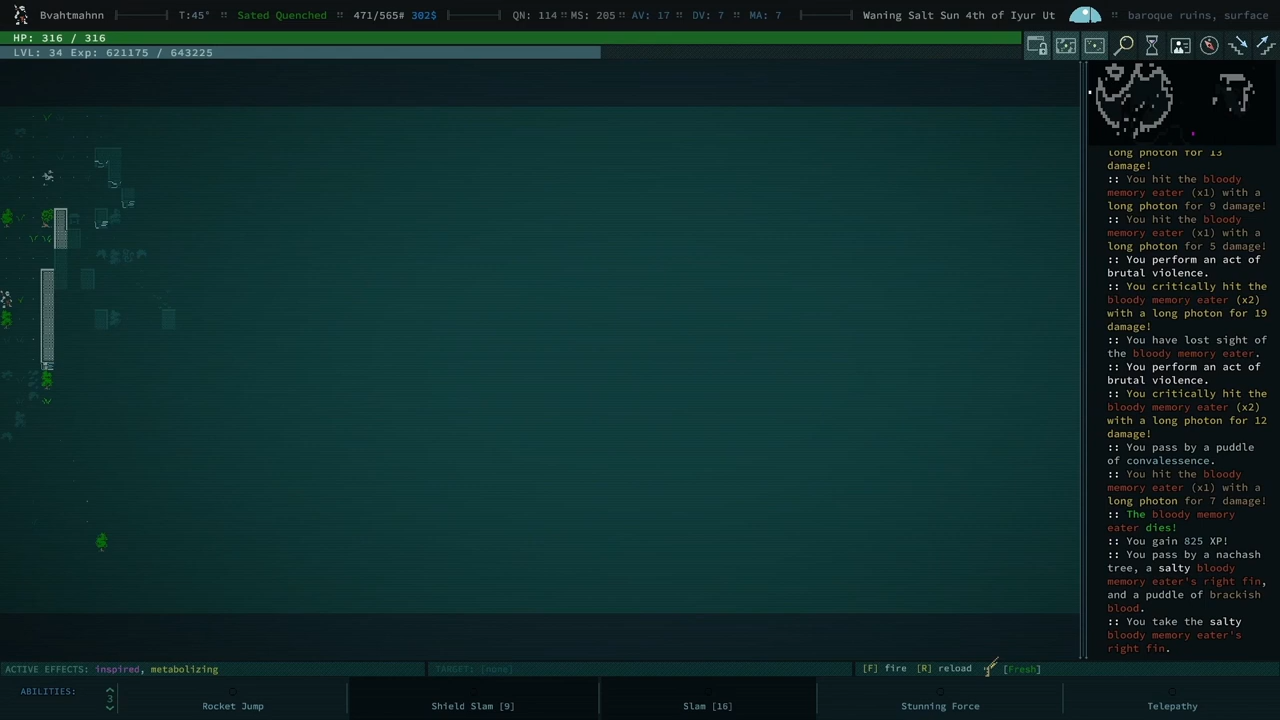 Bvahtmahn T:45° Sated Quenched :: 471/565# 302$ QN: 114 :: MS: 205 :: AV: 17 :: DV: 7 :: MA: 7 Waning Salt Sun 4th of Iyur Ut :: baroque ruins, surface
HP: 316 / 316
LVL: 34 Exp: 621175 / 643225
long photon for 13
damage!
:: You hit the bloody
memory eater (x1) with a
long photon for 9 damage!
:: You hit the bloody
memory eater (x1) with a
long photon for 5 damage!
:: You perform an act of
brutal violence.
:: You critically hit the
bloody memory eater (x2)
with a long photon for 19
damage!
:: You have lost sight of
the bloody memory eater.
:: You perform an act of
brutal violence.
:: You critically hit the
bloody memory eater (x2)
with a long photon for 12
damage!
:: You pass by a puddle
of convalessence.
:: You hit the bloody
memory eater (x1) with a
long photon for 7 damage!
:: The bloody memory
eater dies!
:: You gain 825 XP!
:: You pass by a nachash
tree, a salty bloody
memory eater's right fin,
and a puddle of brackish
blood.
:: You take the salty
bloody memory eater's
right fin.
ACTIVE EFFECTS: inspired, metabolizing TARGET: [none] [F] fire [R] reload [Fresh]
ABILITIES: 3 Rocket Jump Shield Slam [9] Slam [16] Stunning Force Telepathy